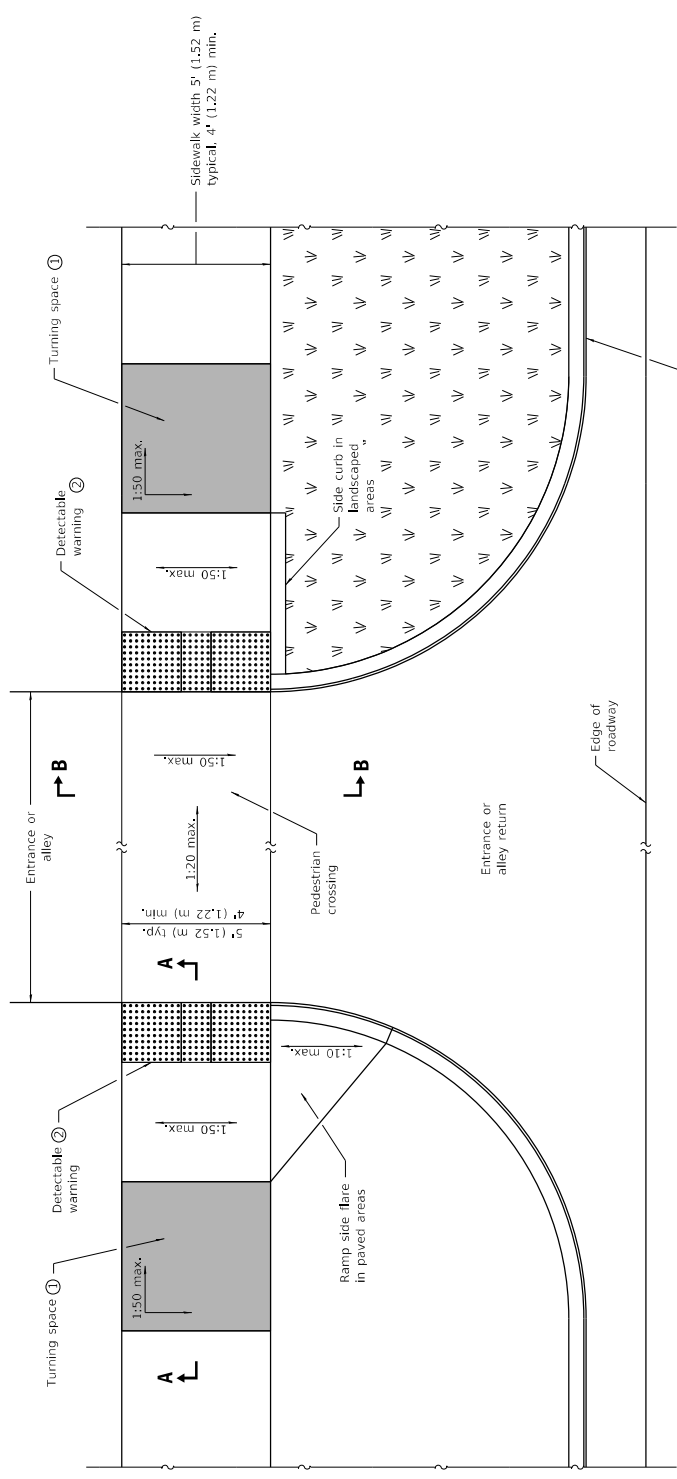 Sidewalk width 5' (1.52 m)
typical, 4' (1.22 m) min.
Turning space ①
1:50 max.
Detectable
warning ②
1:50 max.
Side curb in
landscaped
areas
Entrance or
alley
B
B
1:50 max.
1:20 max.
Pedestrian
crossing
5' (1.52 m) typ.
4' (1.22 m) min.
A
Entrance or
alley return
Edge of
roadway
Detectable ②
warning
1:50 max.
1:10 max.
Ramp side flare
in paved areas
Turning space ①
1:50 max.
A